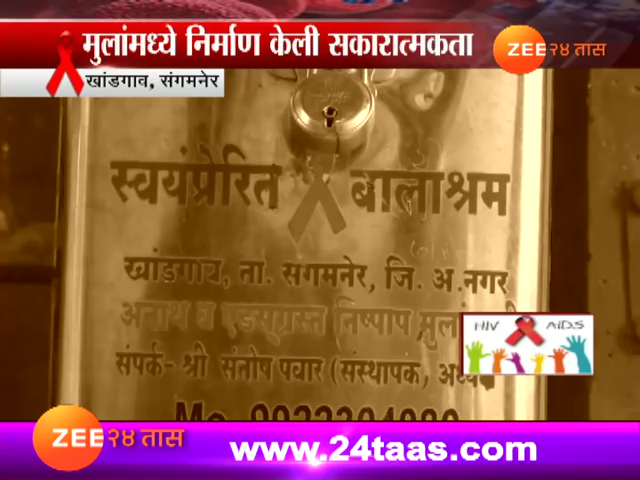 मुलांमध्ये निर्माण केली सकारात्मकता
ZEE २४ तास
खांडगाव, संगमनेर
स्वयंप्रेरित बालाश्रम
खांडगाव, ता. संगमनेर, जि. अ.नगर
अनाथ व एड्सग्रस्त निष्पाप मुलां
HIV AIDS
संपर्क- श्री संतोष पवार (संस्थापक,
Mo.
ZEE २४ तास
www.24taas.com